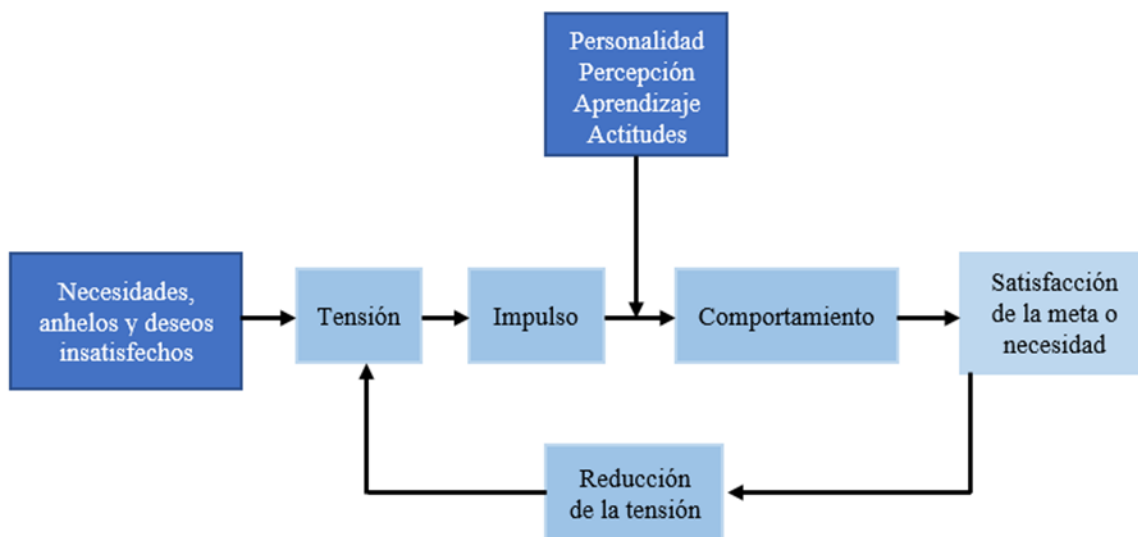 Personalidad
Percepción
Aprendizaje
Actitudes
Necesidades,
anhelos y deseos
insatisfechos
Tensión
Impulso
Comportamiento
Satisfacción
de la meta o
necesidad
Reducción
de la tensión